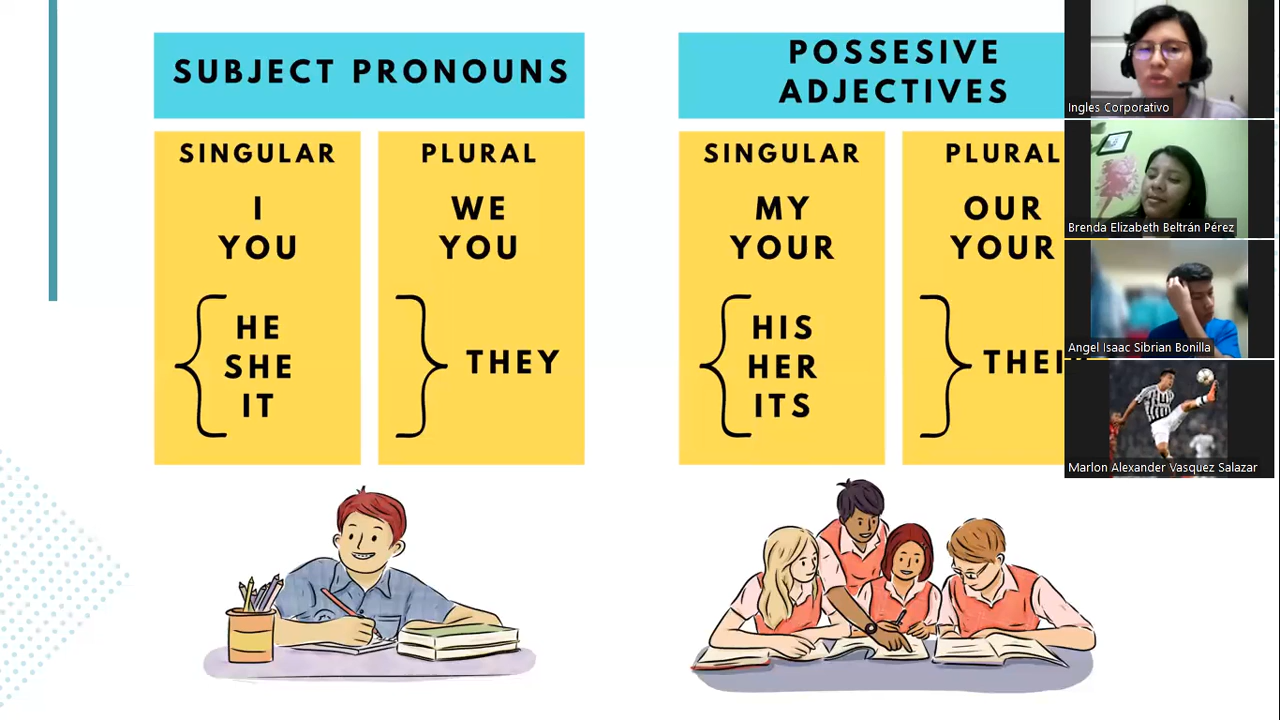 SUBJECT PRONOUNS
SINGULAR
I
YOU
HE
SHE
IT
PLURAL
WE
YOU
THEY
POSSESIVE
ADJECTIVES
SINGULAR
MY
YOUR
HIS
HER
ITS
PLURAL
OUR
YOUR
Ingles Corporativo
Brenda Elizabeth Beltrán Pérez
Angel Isaac Sibrian Bonilla
Marlon Alexander Vasquez Salazar